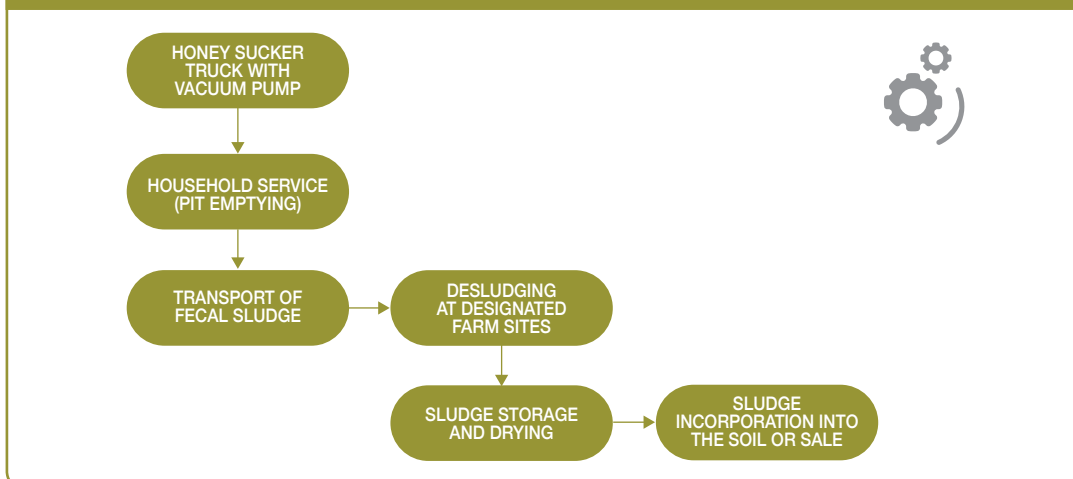 HONEY SUCKER
TRUCK WITH
VACUUM PUMP
HOUSEHOLD SERVICE
(PIT EMPTYING)
TRANSPORT OF
FECAL SLUDGE
DESLUDGING
AT DESIGNATED
FARM SITES
SLUDGE STORAGE
AND DRYING
SLUDGE
INCORPORATION INTO
THE SOIL OR SALE